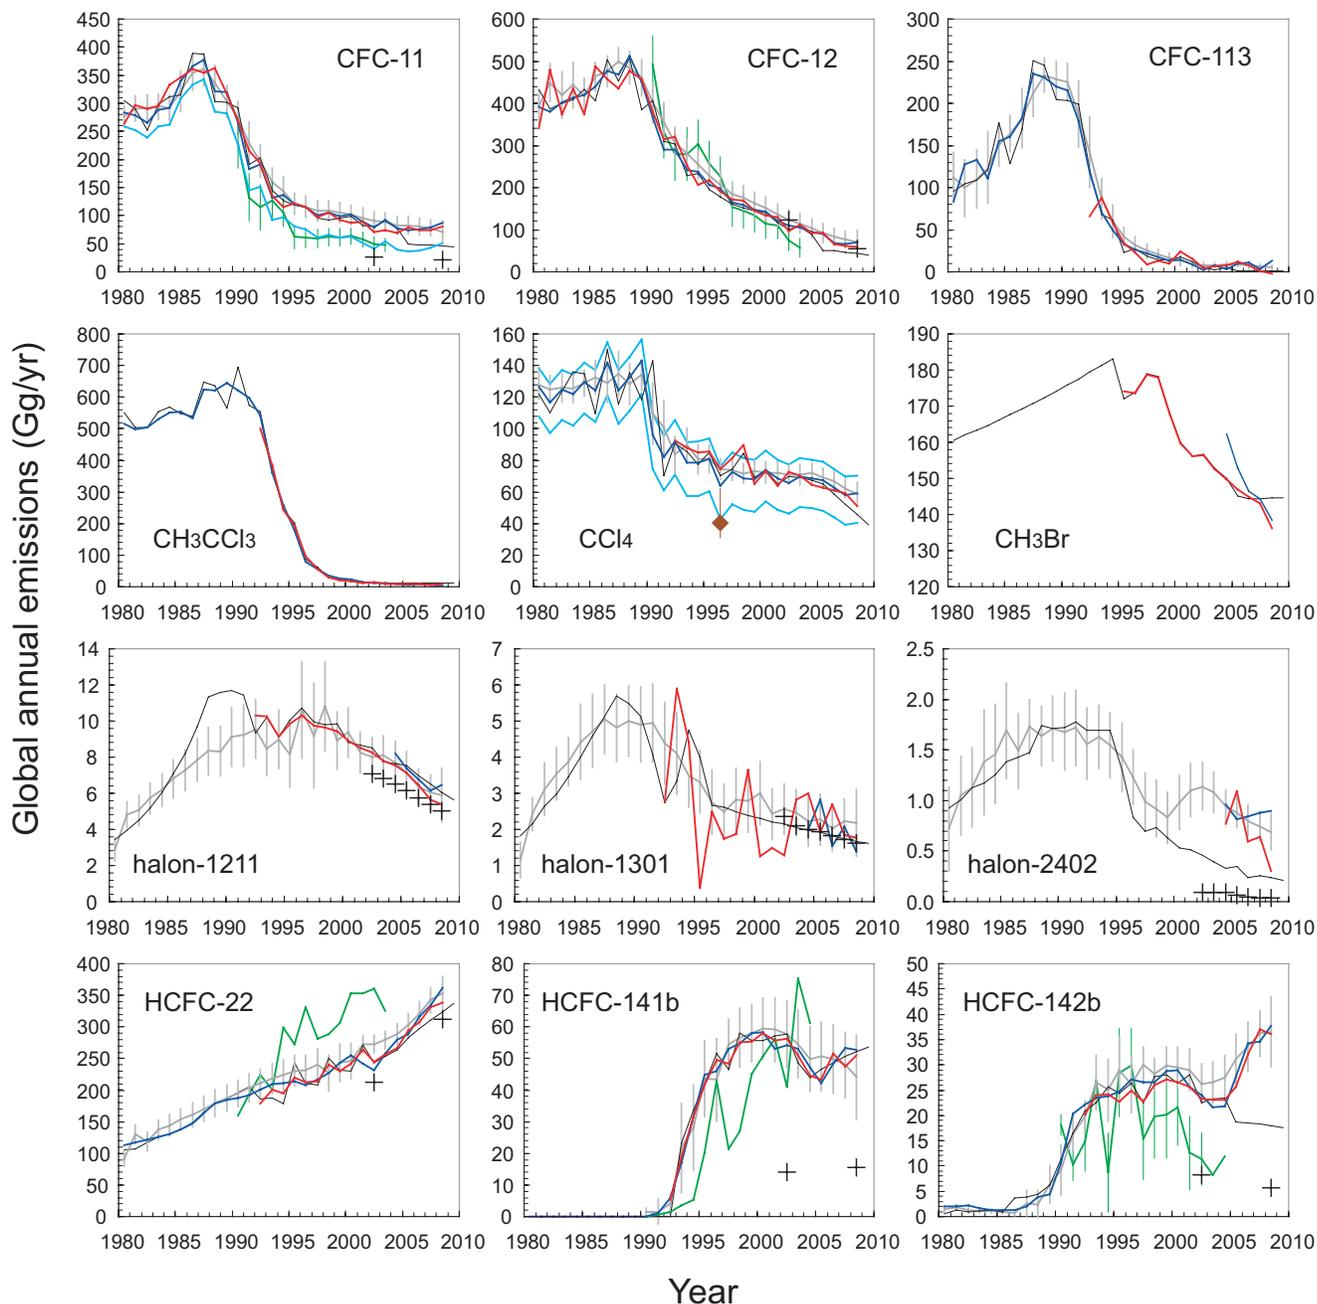 Global annual emissions (Gg/yr)
450 400 350 300 250 200 150 100 50 0
CFC-11
1980 1985 1990 1995 2000 2005 2010
600 500 400 300 200 100 0
CFC-12
1980 1985 1990 1995 2000 2005 2010
300 250 200 150 100 50 0
CFC-113
1980 1985 1990 1995 2000 2005 2010
800 700 600 500 400 300 200 100 0
CH3CCl3
1980 1985 1990 1995 2000 2005 2010
160 140 120 100 80 60 40 20 0
CCl4
1980 1985 1990 1995 2000 2005 2010
190 180 170 160 150 140 130 120
CH3Br
1980 1985 1990 1995 2000 2005 2010
14 12 10 8 6 4 2 0
halon-1211
1980 1985 1990 1995 2000 2005 2010
7 6 5 4 3 2 1 0
halon-1301
1980 1985 1990 1995 2000 2005 2010
2.5 2.0 1.5 1.0 0.5 0.0
halon-2402
1980 1985 1990 1995 2000 2005 2010
400 350 300 250 200 150 100 50 0
HCFC-22
1980 1985 1990 1995 2000 2005 2010
80 70 60 50 40 30 20 10 0
HCFC-141b
1980 1985 1990 1995 2000 2005 2010
50 45 40 35 30 25 20 15 10 5 0
HCFC-142b
1980 1985 1990 1995 2000 2005 2010
Year